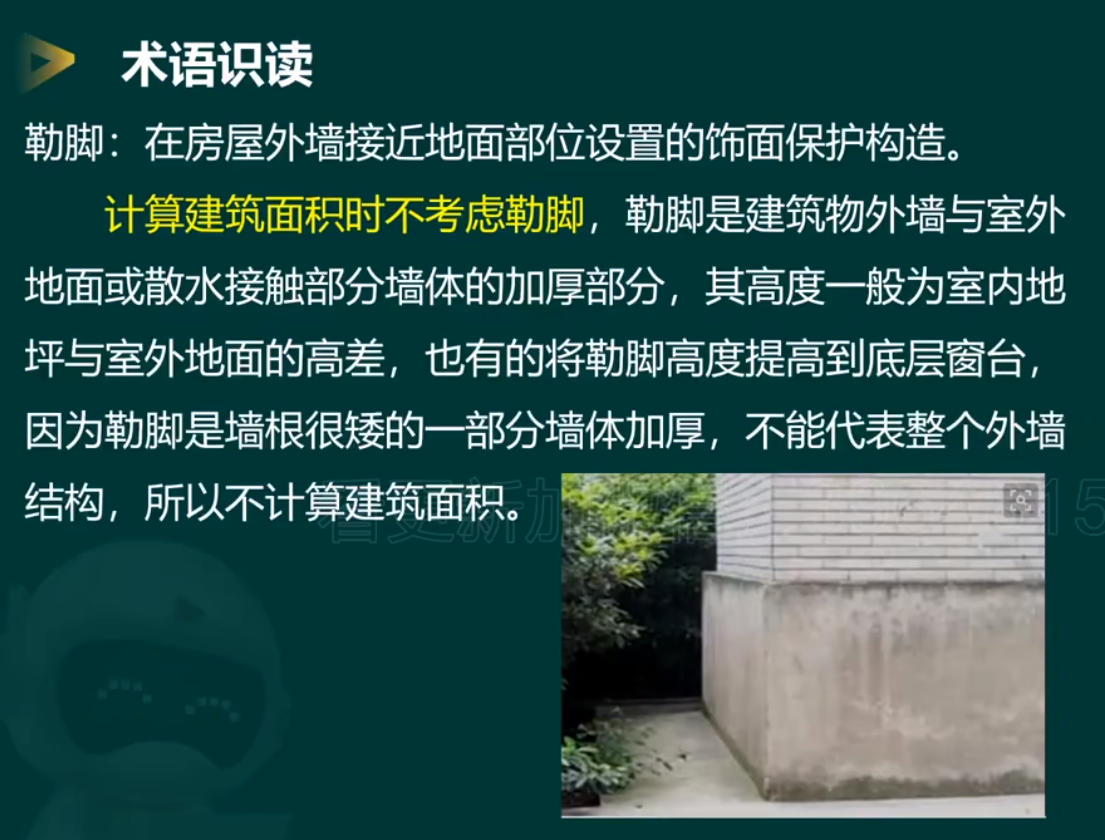 术语识读
勒脚：在房屋外墙接近地面部位设置的饰面保护构造。
计算建筑面积时不考虑勒脚，勒脚是建筑物外墙与室外
地面或散水接触部分墙体的加厚部分，其高度一般为室内地
坪与室外地面的高差，也有的将勒脚高度提高到底层窗台，
因为勒脚是墙根很矮的一部分墙体加厚，不能代表整个外墙
结构，所以不计算建筑面积。